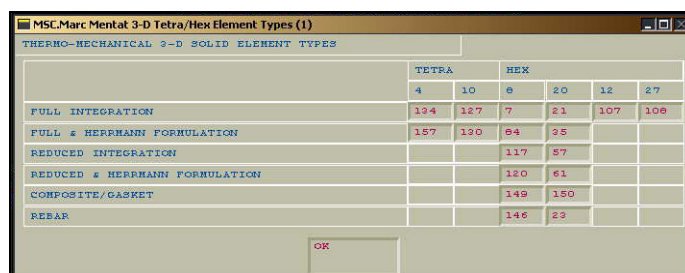 MSC.Marc Mentat 3-D Tetra/Hex Element Types (1)
THERMO-MECHANICAL 3-D SOLID ELEMENT TYPES
TETRA HEX
4 10 8 20 12 27
FULL INTEGRATION 134 127 7 21 107 108
FULL & HERRMANN FORMULATION 157 130 84 35
REDUCED INTEGRATION 117 57
REDUCED & HERRMANN FORMULATION 120 61
COMPOSITE/GASKET 149 150
REBAR 146 23
OK